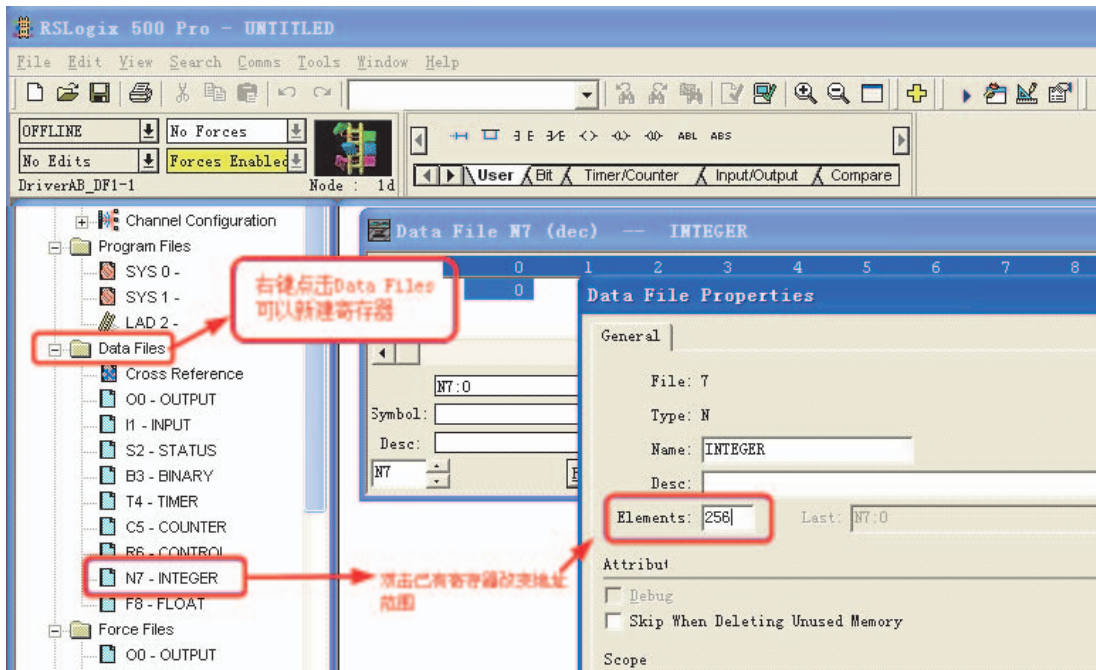 RSLogix 500 Pro - UNTITLED
File Edit View Search Comms Tools Window Help
OFFLINE
No Forces
No Edits
Forces Enabled
DriverAB_DF1-1
Node : 1d
ABL ABS
User Bit Timer/Counter Input/Output Compare
Channel Configuration
Program Files
SYS 0 -
SYS 1 -
LAD 2 -
Data Files
Cross Reference
O0 - OUTPUT
I1 - INPUT
S2 - STATUS
B3 - BINARY
T4 - TIMER
C5 - COUNTER
R6 - CONTROL
N7 - INTEGER
F8 - FLOAT
Force Files
O0 - OUTPUT
右键点击Data Files
可以新建寄存器
双击已有寄存器改变地址
范围
Data File N7 (dec) -- INTEGER
0 1 2 3 4 5 6 7 8
0
N7:0
Symbol:
Desc:
N7
Data File Properties
General
File: 7
Type: N
Name: INTEGER
Desc:
Elements: 256
Last: N7:0
Attribut
Debug
Skip When Deleting Unused Memory
Scope